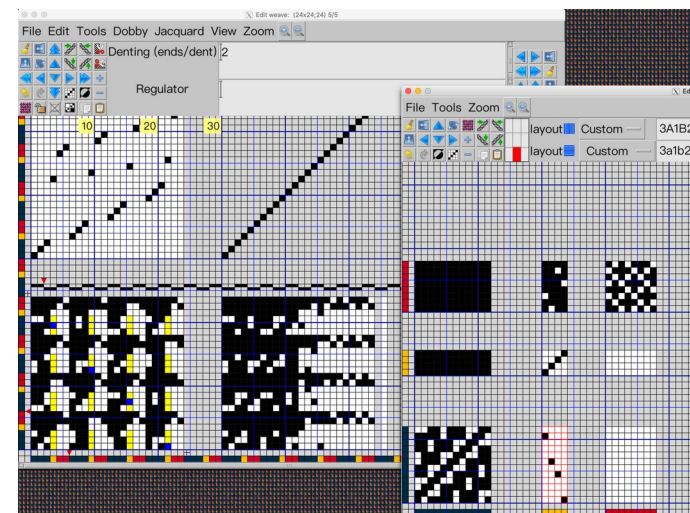 X Edit weave: (24x24;24) 5/5
File Edit Tools Dobby Jacquard View Zoom
Denting (ends/dent) 2
Regulator
10 20 30
X Ed
File Tools Zoom
layout Custom 3A1B2
layout Custom 3a1b2